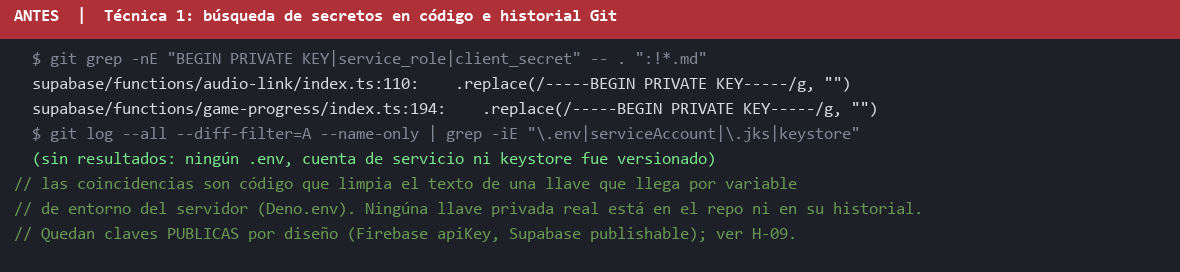 ANTES | Técnica 1: búsqueda de secretos en código e historial Git
$ git grep -nE "BEGIN PRIVATE KEY|service_role|client_secret" -- . ":!*.md"
supabase/functions/audio-link/index.ts:110:    .replace(/-----BEGIN PRIVATE KEY-----/g, "")
supabase/functions/game-progress/index.ts:194:    .replace(/-----BEGIN PRIVATE KEY-----/g, "")
$ git log --all --diff-filter=A --name-only | grep -iE "\.env|serviceAccount|\.jks|keystore"
(sin resultados: ningún .env, cuenta de servicio ni keystore fue versionado)
// las coincidencias son código que limpia el texto de una llave que llega por variable
// de entorno del servidor (Deno.env). Ningúna llave privada real está en el repo ni en su historial.
// Quedan claves PUBLICAS por diseño (Firebase apiKey, Supabase publishable); ver H-09.